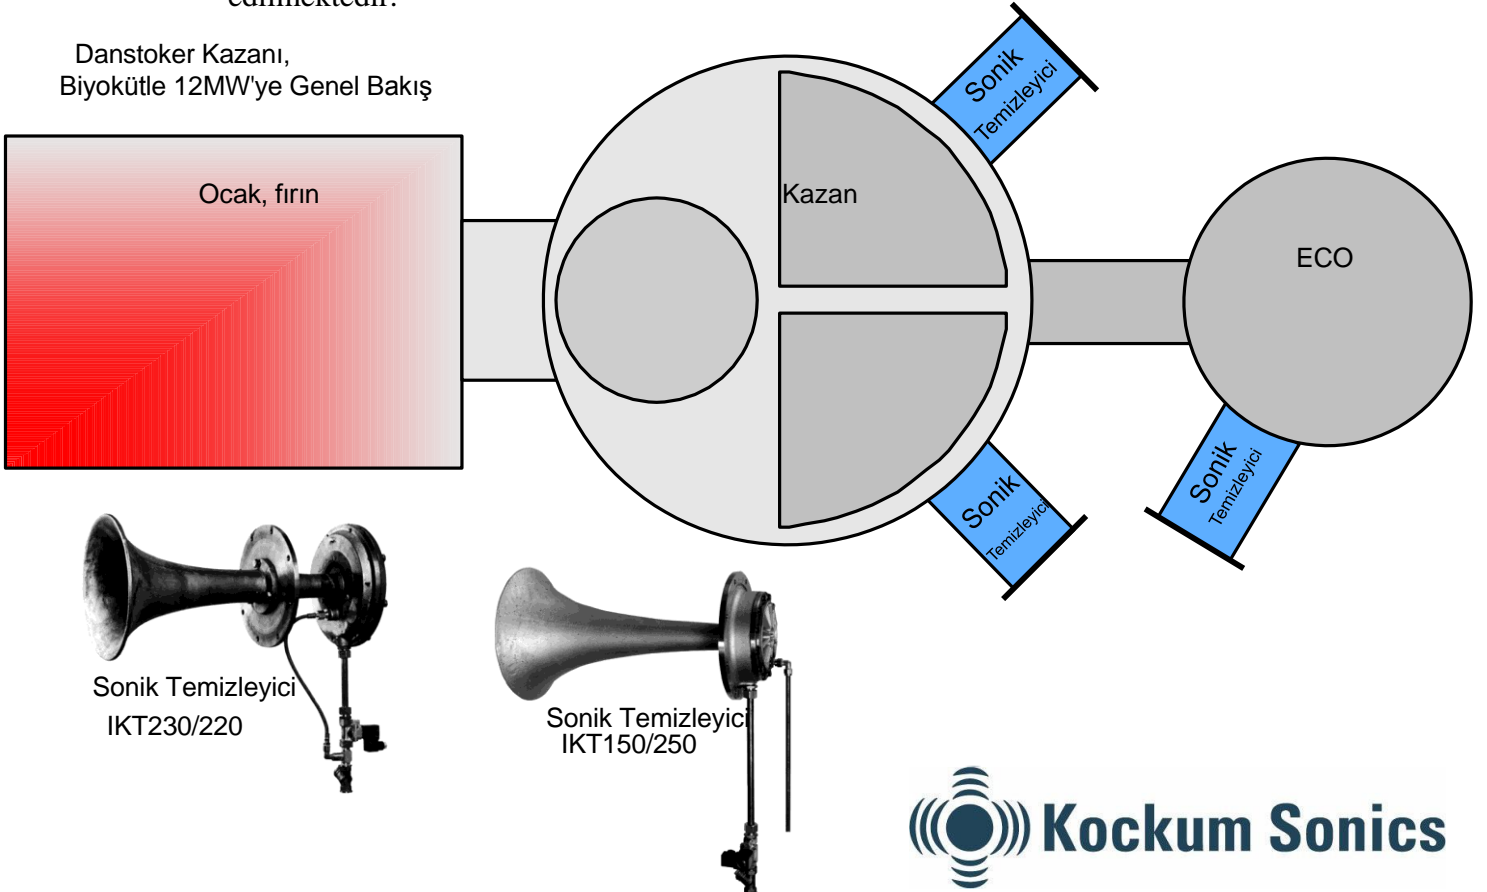 edilmektedir.
Danstoker Kazanı,
Biyokütle 12MW'ye Genel Bakış
Ocak, fırın
Kazan
ECO
Sonik
Temizleyici
Sonik
Temizleyici
Sonik
Temizleyici
Sonik Temizleyici
IKT230/220
Sonik Temizleyici
IKT150/250
Kockum Sonics